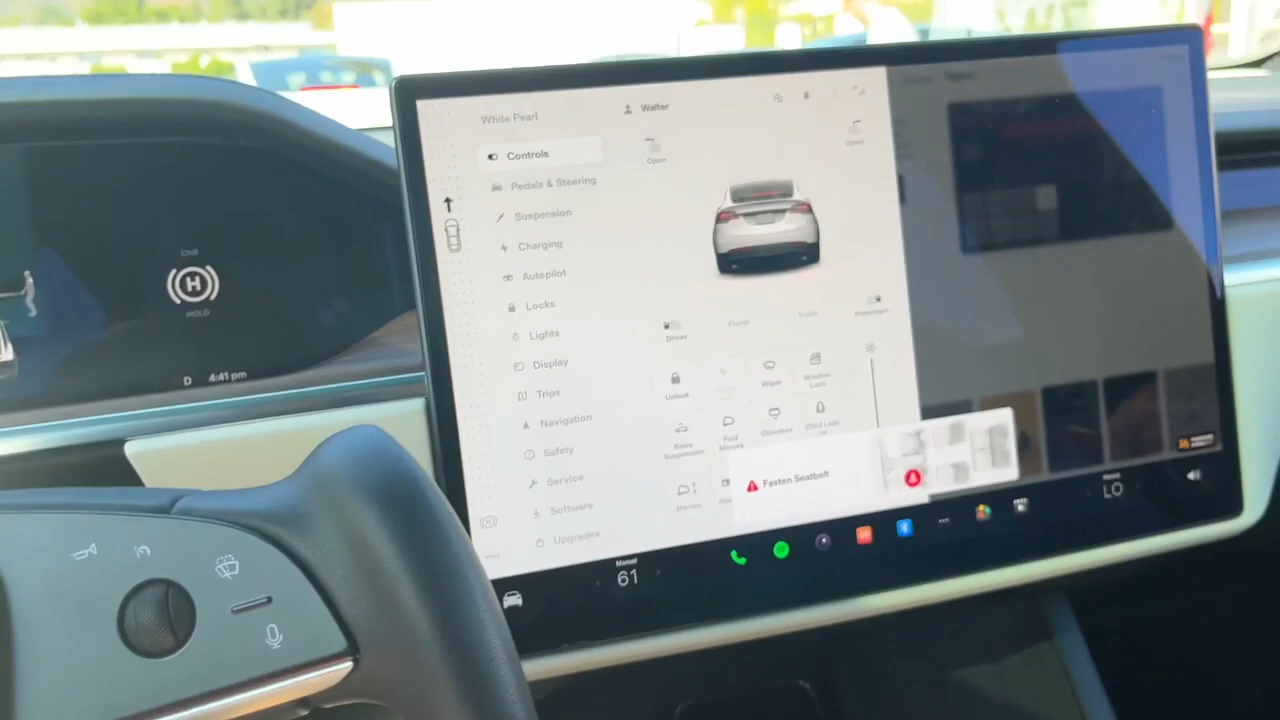 White Pearl
Walter
Controls
Open
Open
Pedals & Steering
Suspension
Charging
Autopilot
Locks
Lights
Display
Trips
Navigation
Safety
Service
Software
Upgrades
Driver
Frunk
Trunk
Passenger
Unlock
Wiper
Window
Lock
Raise
Suspension
Fold
Mirrors
Glovebox
Child Lock
Mirrors
Fasten Seatbelt
Manual
61
LO
Chill
H
HOLD
D 4:41 pm